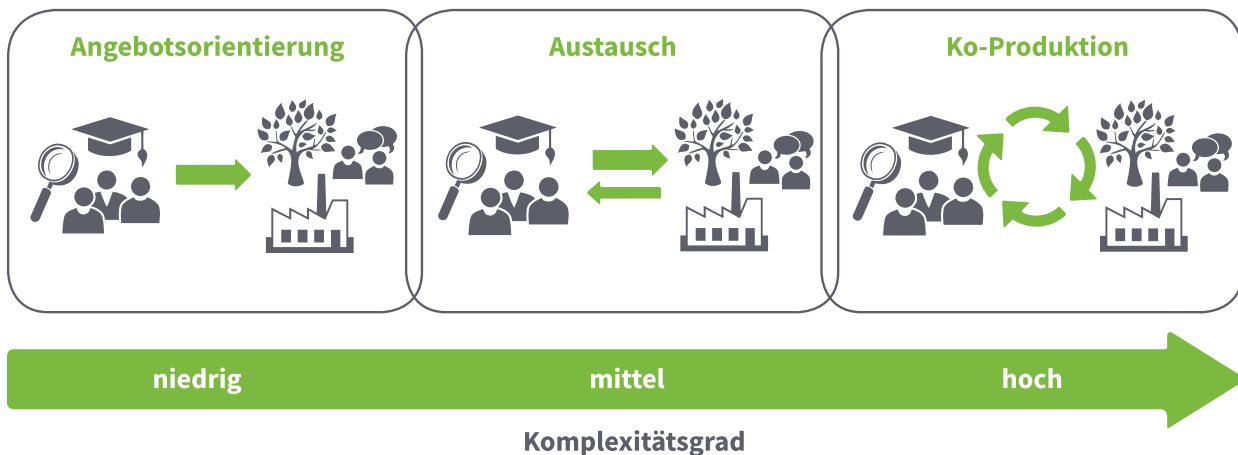 Angebotsorientierung
Austausch
Ko-Produktion
niedrig
mittel
hoch
Komplexitätsgrad